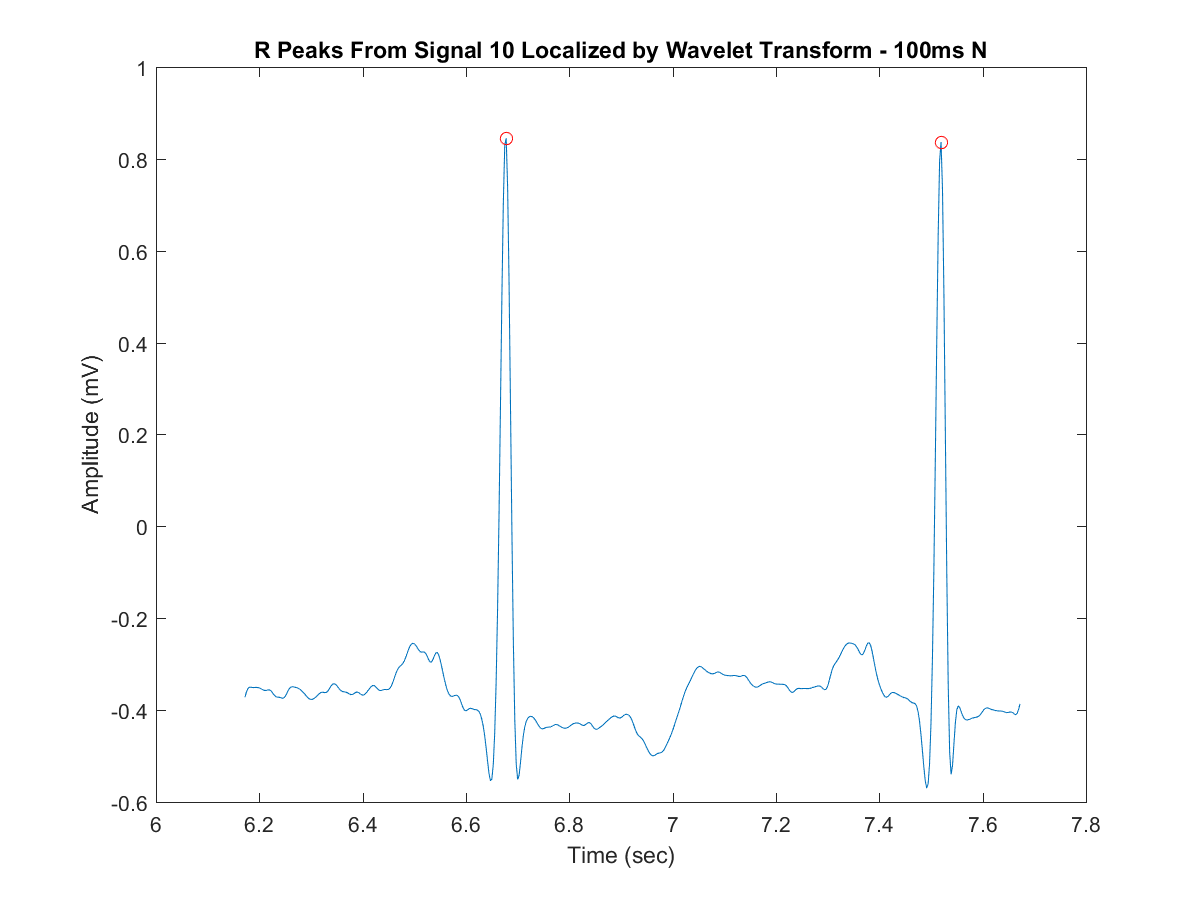 R Peaks From Signal 10 Localized by Wavelet Transform - 100ms N
1
0.8
0.6
0.4
0.2
0
-0.2
-0.4
-0.6
Amplitude (mV)
6 6.2 6.4 6.6 6.8 7 7.2 7.4 7.6 7.8
Time (sec)